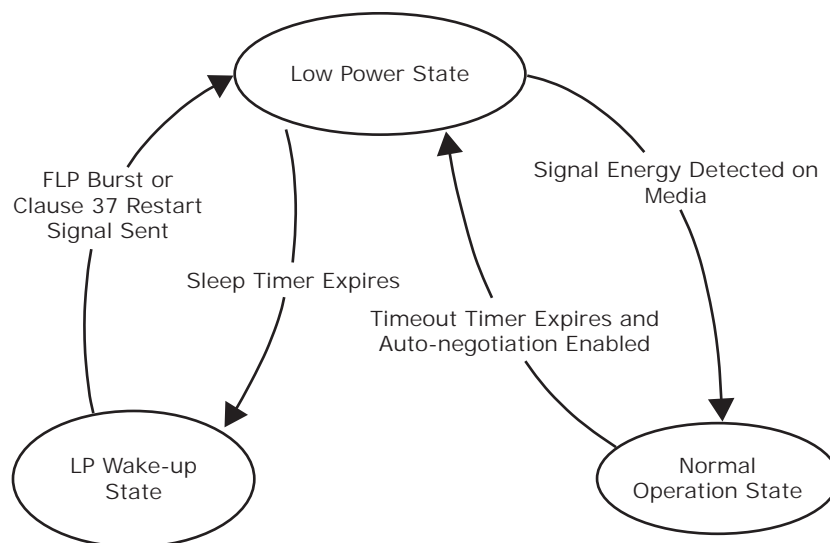 Low Power State
Signal Energy Detected on
Media
FLP Burst or
Clause 37 Restart
Signal Sent
Sleep Timer Expires
Timeout Timer Expires and
Auto-negotiation Enabled
LP Wake-up
State
Normal
Operation State